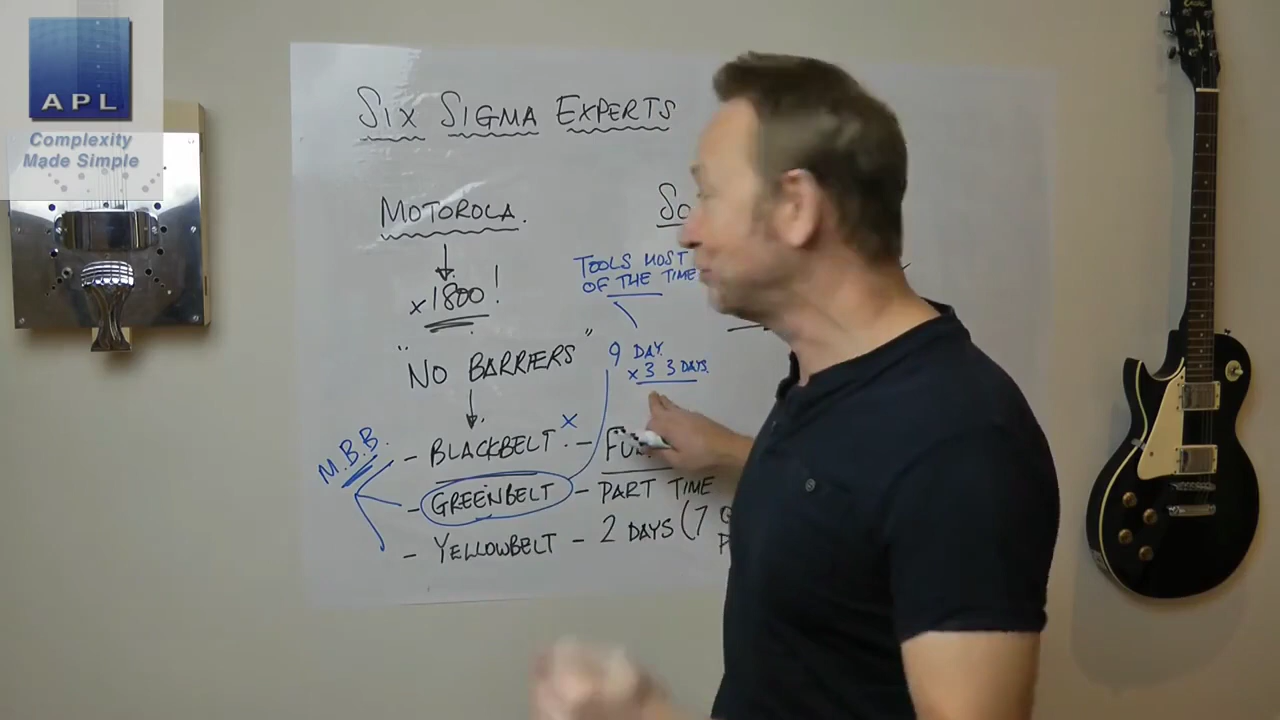 APL
Complexity
Made Simple
SIX SIGMA EXPERTS
MOTOROLA.
x1800!
"NO BARRIERS"
TOOLS MOST
OF THE TIME
9 DAY.
x 3 3 DAYS.
M.B.B.
- BLACKBELT. x -
- GREENBELT - PART TIME
- YELLOWBELT - 2 DAYS (7